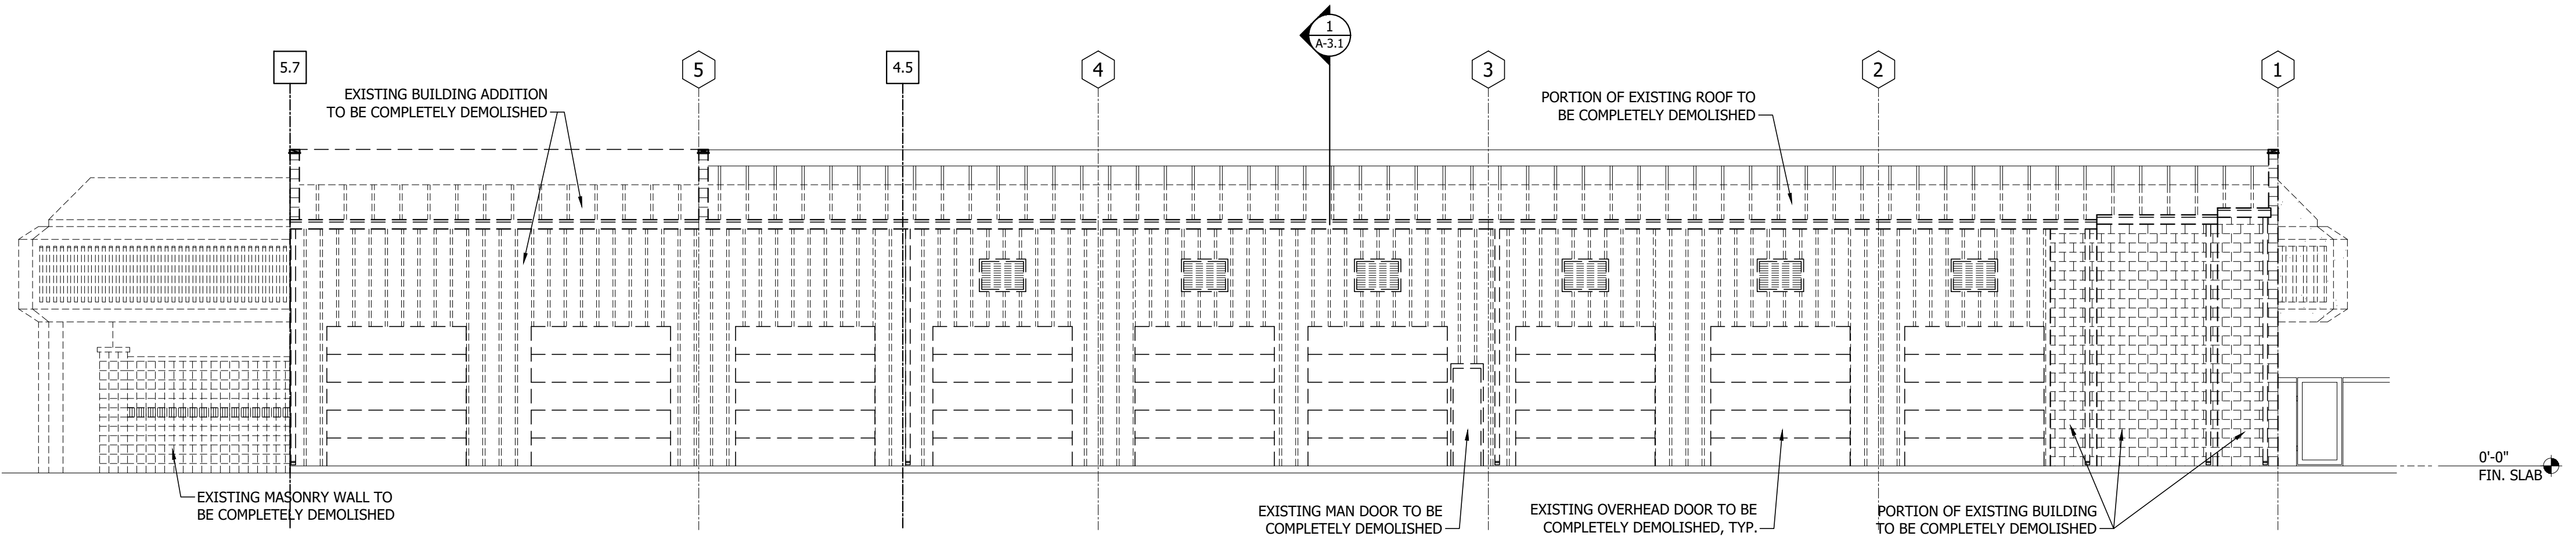 1
A-3.1
5.7
5
4.5
4
3
2
1
EXISTING BUILDING ADDITION
TO BE COMPLETELY DEMOLISHED
PORTION OF EXISTING ROOF TO
BE COMPLETELY DEMOLISHED
0'-0"
FIN. SLAB
EXISTING MASONRY WALL TO
BE COMPLETELY DEMOLISHED
EXISTING MAN DOOR TO BE
COMPLETELY DEMOLISHED
EXISTING OVERHEAD DOOR TO BE
COMPLETELY DEMOLISHED, TYP.
PORTION OF EXISTING BUILDING
TO BE COMPLETELY DEMOLISHED